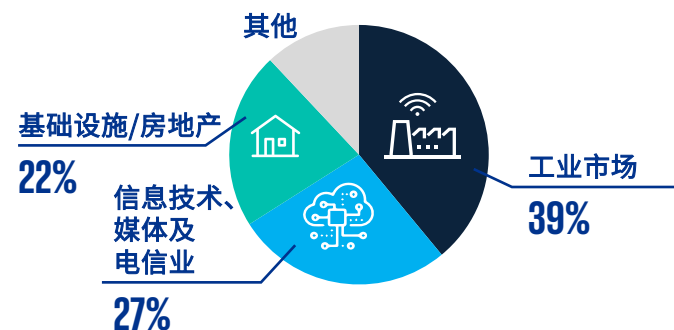 其他
基础设施/房地产
22%
工业市场
39%
信息技术、
媒体及
电信业
27%